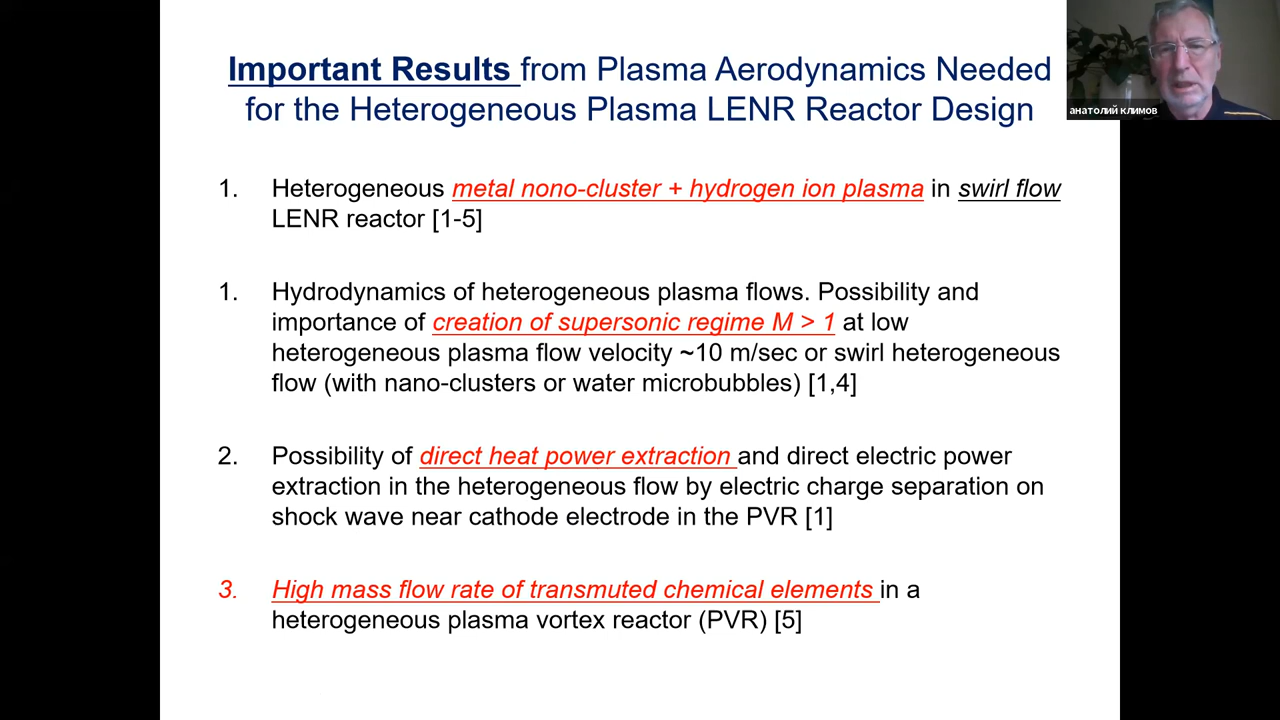 Important Results from Plasma Aerodynamics Needed
for the Heterogeneous Plasma LENR Reactor Design
анатолий климов
1. Heterogeneous metal nono-cluster + hydrogen ion plasma in swirl flow
LENR reactor [1-5]
1. Hydrodynamics of heterogeneous plasma flows. Possibility and
importance of creation of supersonic regime M > 1 at low
heterogeneous plasma flow velocity ~10 m/sec or swirl heterogeneous
flow (with nano-clusters or water microbubbles) [1,4]
2. Possibility of direct heat power extraction and direct electric power
extraction in the heterogeneous flow by electric charge separation on
shock wave near cathode electrode in the PVR [1]
3. High mass flow rate of transmuted chemical elements in a
heterogeneous plasma vortex reactor (PVR) [5]